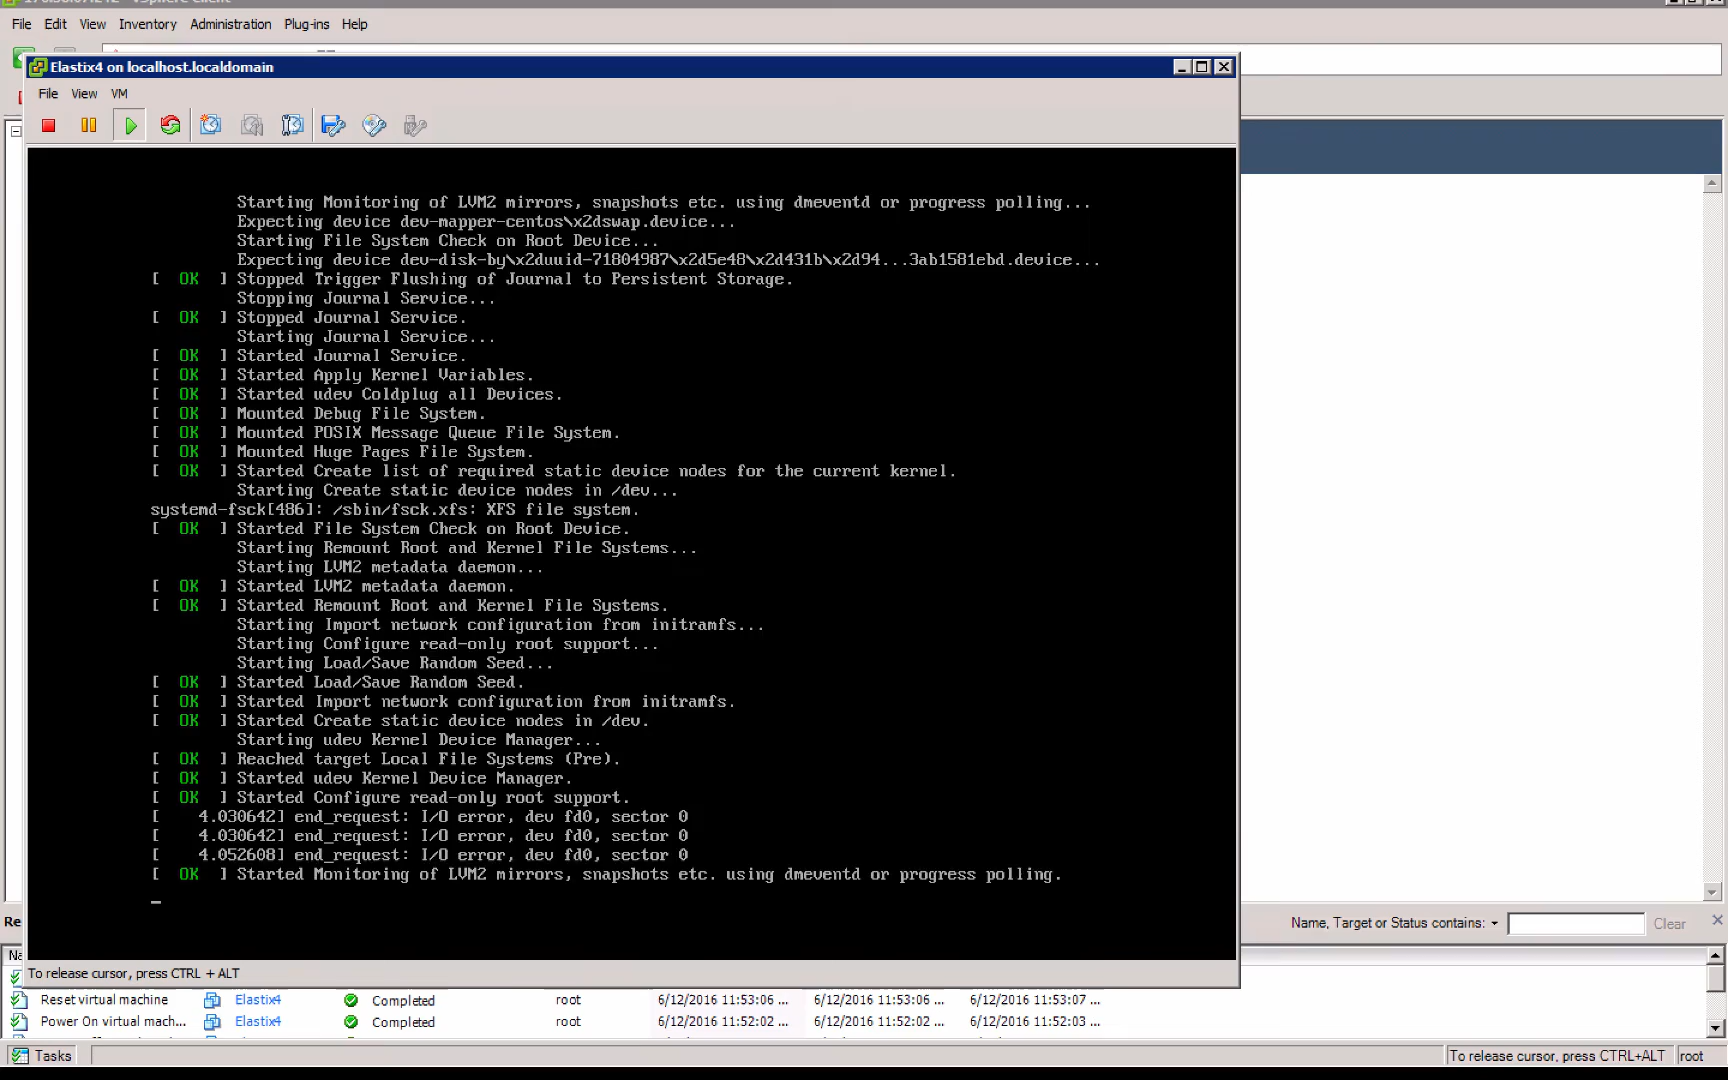 File Edit View Inventory Administration Plug-ins Help
Elastix4 on localhost.localdomain
File View VM
Starting Monitoring of LVM2 mirrors, snapshots etc. using dmeventd or progress polling...
Expecting device dev-mapper-centos\x2dswap.device...
Starting File System Check on Root Device...
Expecting device dev-disk-by\x2duuid-71804987\x2d5e48\x2d431b\x2d94...3ab1581ebd.device...
[ OK ] Stopped Trigger Flushing of Journal to Persistent Storage.
Stopping Journal Service...
[ OK ] Stopped Journal Service.
Starting Journal Service...
[ OK ] Started Journal Service.
[ OK ] Started Apply Kernel Variables.
[ OK ] Started udev Coldplug all Devices.
[ OK ] Mounted Debug File System.
[ OK ] Mounted POSIX Message Queue File System.
[ OK ] Mounted Huge Pages File System.
[ OK ] Started Create list of required static device nodes for the current kernel.
Starting Create static device nodes in /dev...
systemd-fsck[486]: /sbin/fsck.xfs: XFS file system.
[ OK ] Started File System Check on Root Device.
Starting Remount Root and Kernel File Systems...
Starting LVM2 metadata daemon...
[ OK ] Started LVM2 metadata daemon.
[ OK ] Started Remount Root and Kernel File Systems.
Starting Import network configuration from initramfs...
Starting Configure read-only root support...
Starting Load/Save Random Seed...
[ OK ] Started Load/Save Random Seed.
[ OK ] Started Import network configuration from initramfs.
[ OK ] Started Create static device nodes in /dev.
Starting udev Kernel Device Manager...
[ OK ] Reached target Local File Systems (Pre).
[ OK ] Started udev Kernel Device Manager.
[ OK ] Started Configure read-only root support.
[ 4.030642] end_request: I/O error, dev fd0, sector 0
[ 4.030642] end_request: I/O error, dev fd0, sector 0
[ 4.052608] end_request: I/O error, dev fd0, sector 0
[ OK ] Started Monitoring of LVM2 mirrors, snapshots etc. using dmeventd or progress polling.
Name, Target or Status contains: Clear
To release cursor, press CTRL + ALT
Reset virtual machine Elastix4 Completed root 6/12/2016 11:53:06 ... 6/12/2016 11:53:06 ... 6/12/2016 11:53:07 ...
Power On virtual mach... Elastix4 Completed root 6/12/2016 11:52:02 ... 6/12/2016 11:52:02 ... 6/12/2016 11:52:03 ...
Tasks To release cursor, press CTRL+ALT root